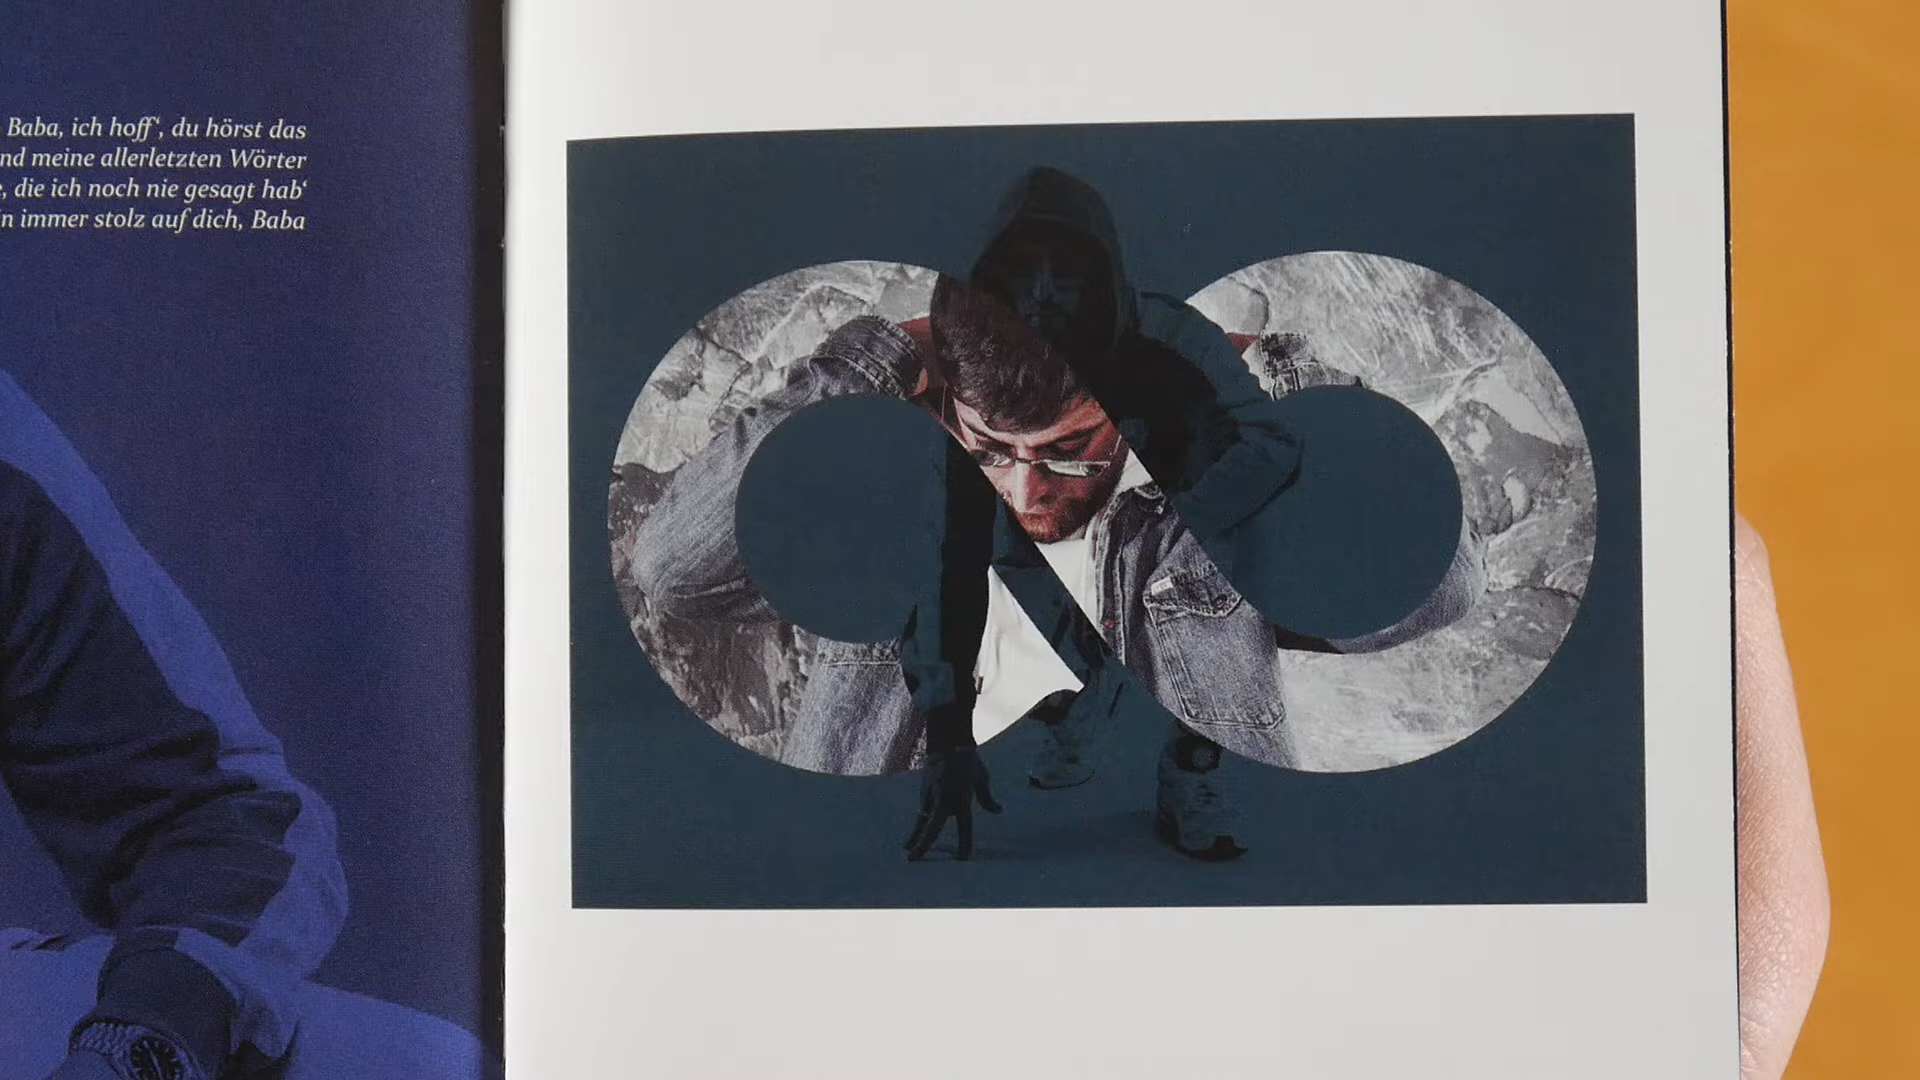 Baba, ich hoff‘, du hörst das
nd meine allerletzten Wörter
, die ich noch nie gesagt hab‘
n immer stolz auf dich, Baba